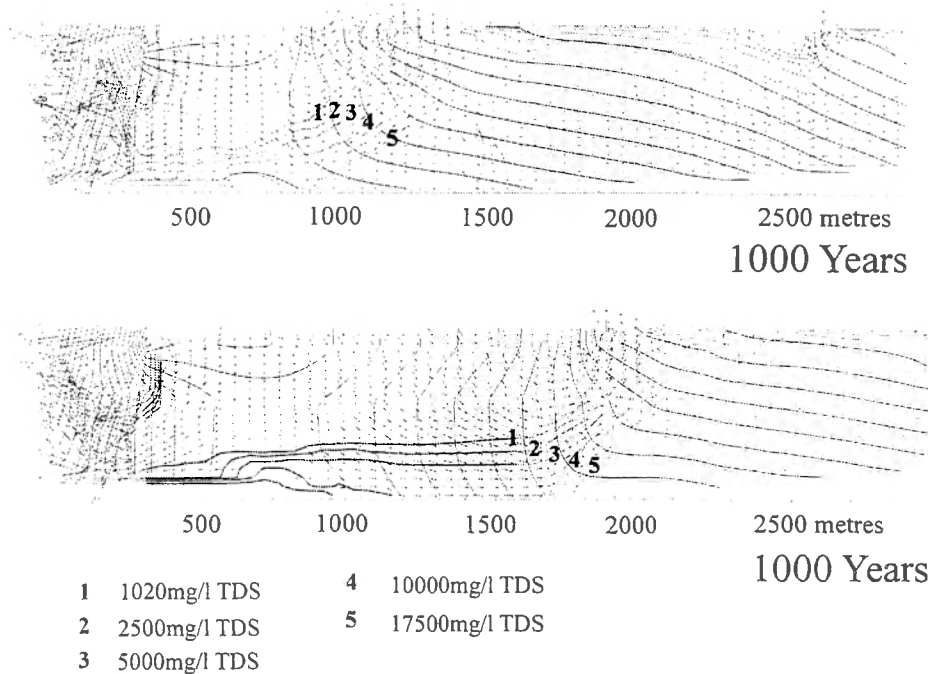 1 2 3 4 5
500 1000 1500 2000 2500 metres
1000 Years
1 2 3 4 5
500 1000 1500 2000 2500 metres
1000 Years
1 1020mg/l TDS
2 2500mg/l TDS
3 5000mg/l TDS
4 10000mg/l TDS
5 17500mg/l TDS